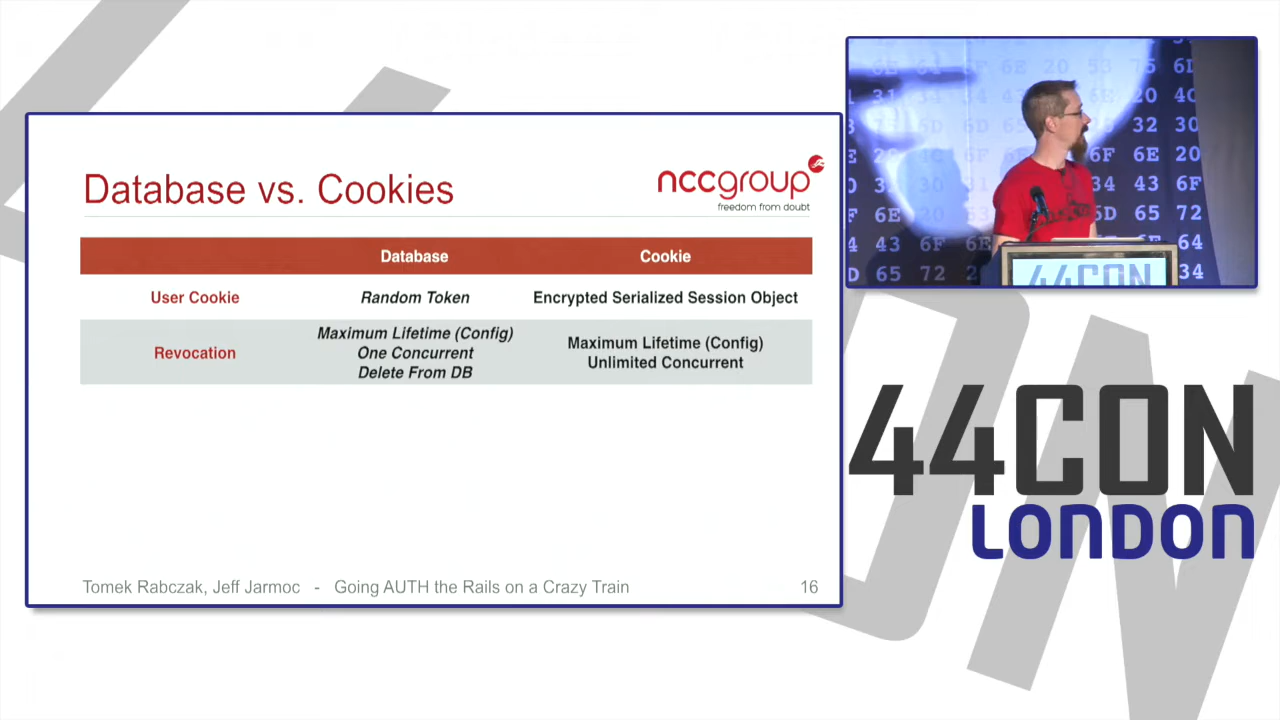 Database vs. Cookies
nccgroup
freedom from doubt
Database Cookie
User Cookie Random Token Encrypted Serialized Session Object
Revocation
Maximum Lifetime (Config)
One Concurrent
Delete From DB
Maximum Lifetime (Config)
Unlimited Concurrent
Tomek Rabczak, Jeff Jarmoc - Going AUTH the Rails on a Crazy Train 16
44CON
44CON
LONDON